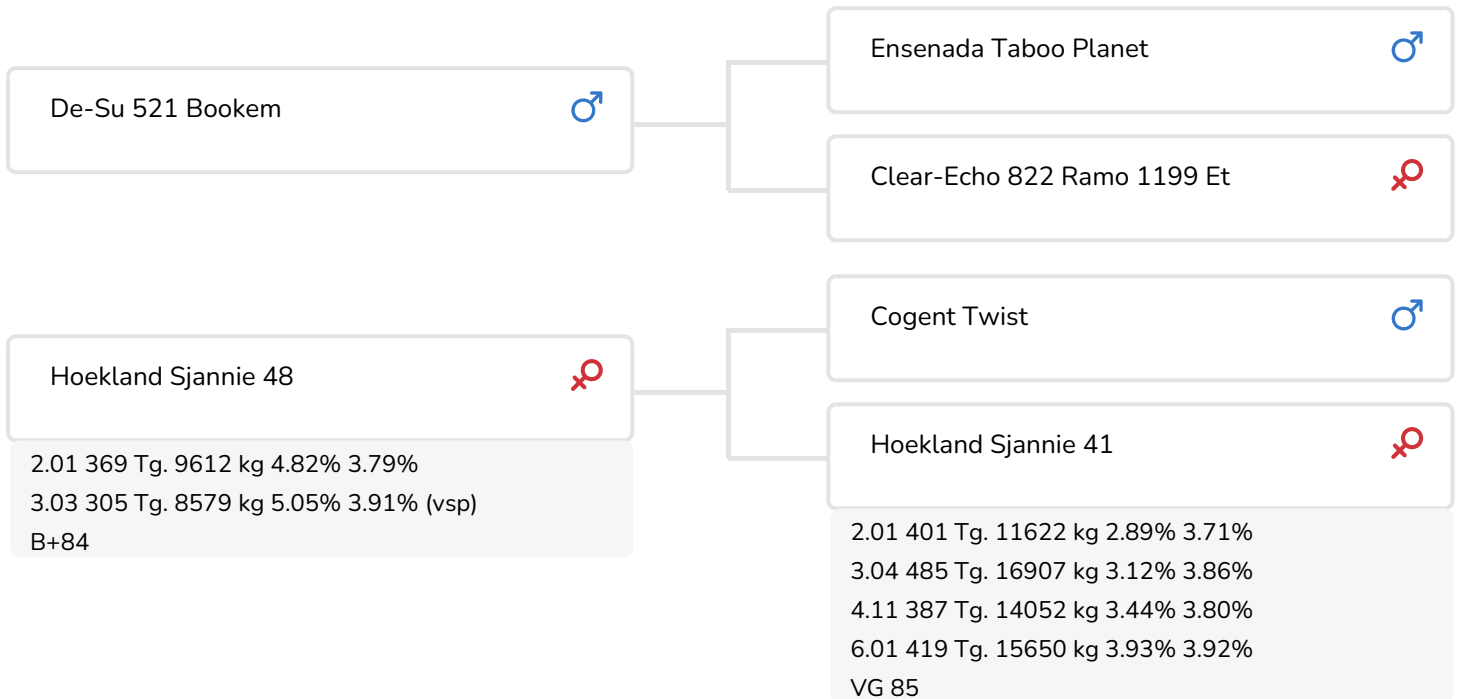 De-Su 521 Bookem
Ensenada Taboo Planet
Clear-Echo 822 Ramo 1199 Et
Hoekland Sjannie 48
2.01 369 Tg. 9612 kg 4.82% 3.79%
3.03 305 Tg. 8579 kg 5.05% 3.91% (vsp)
B+84
Cogent Twist
Hoekland Sjannie 41
2.01 401 Tg. 11622 kg 2.89% 3.71%
3.04 485 Tg. 16907 kg 3.12% 3.86%
4.11 387 Tg. 14052 kg 3.44% 3.80%
6.01 419 Tg. 15650 kg 3.93% 3.92%
VG 85